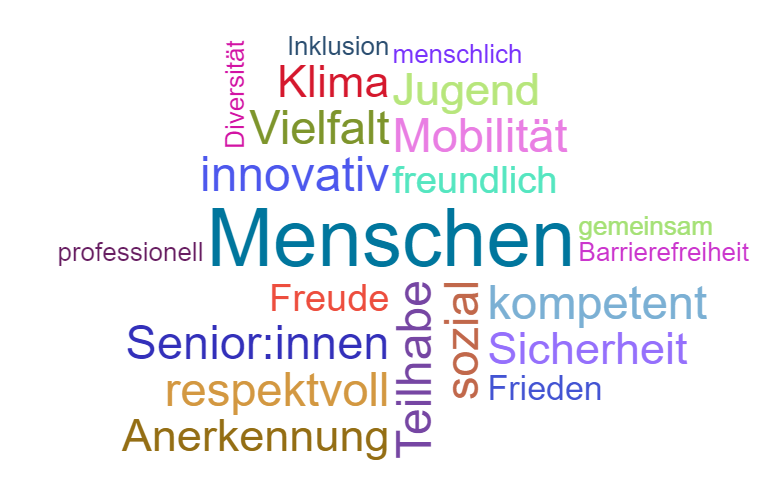 Inklusion
menschlich
Diversität
Klima
Jugend
Vielfalt
Mobilität
innovativ
freundlich
Menschen
gemeinsam
professionell
Barrierefreiheit
Freude
Teilhabe
sozial
kompetent
Senior:innen
Sicherheit
respektvoll
Frieden
Anerkennung